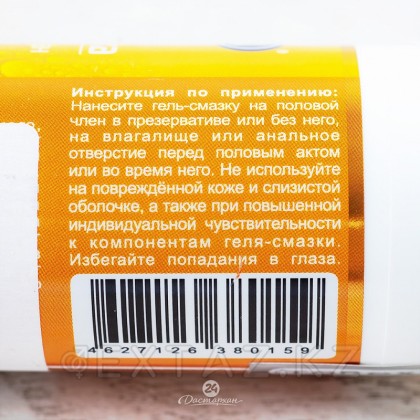 Инструкция по применению:
Нанесите гель-смазку на половой
член в презервативе или без него,
на влагалище или анальное
отверстие перед половым актом
или во время него. Не используйте
на повреждённой коже и слизистой
оболочке, а также при повышенной
индивидуальной чувствительности
к компонентам геля-смазки.
Избегайте попадания в глаза.
4627126 380159
24
Дастархан